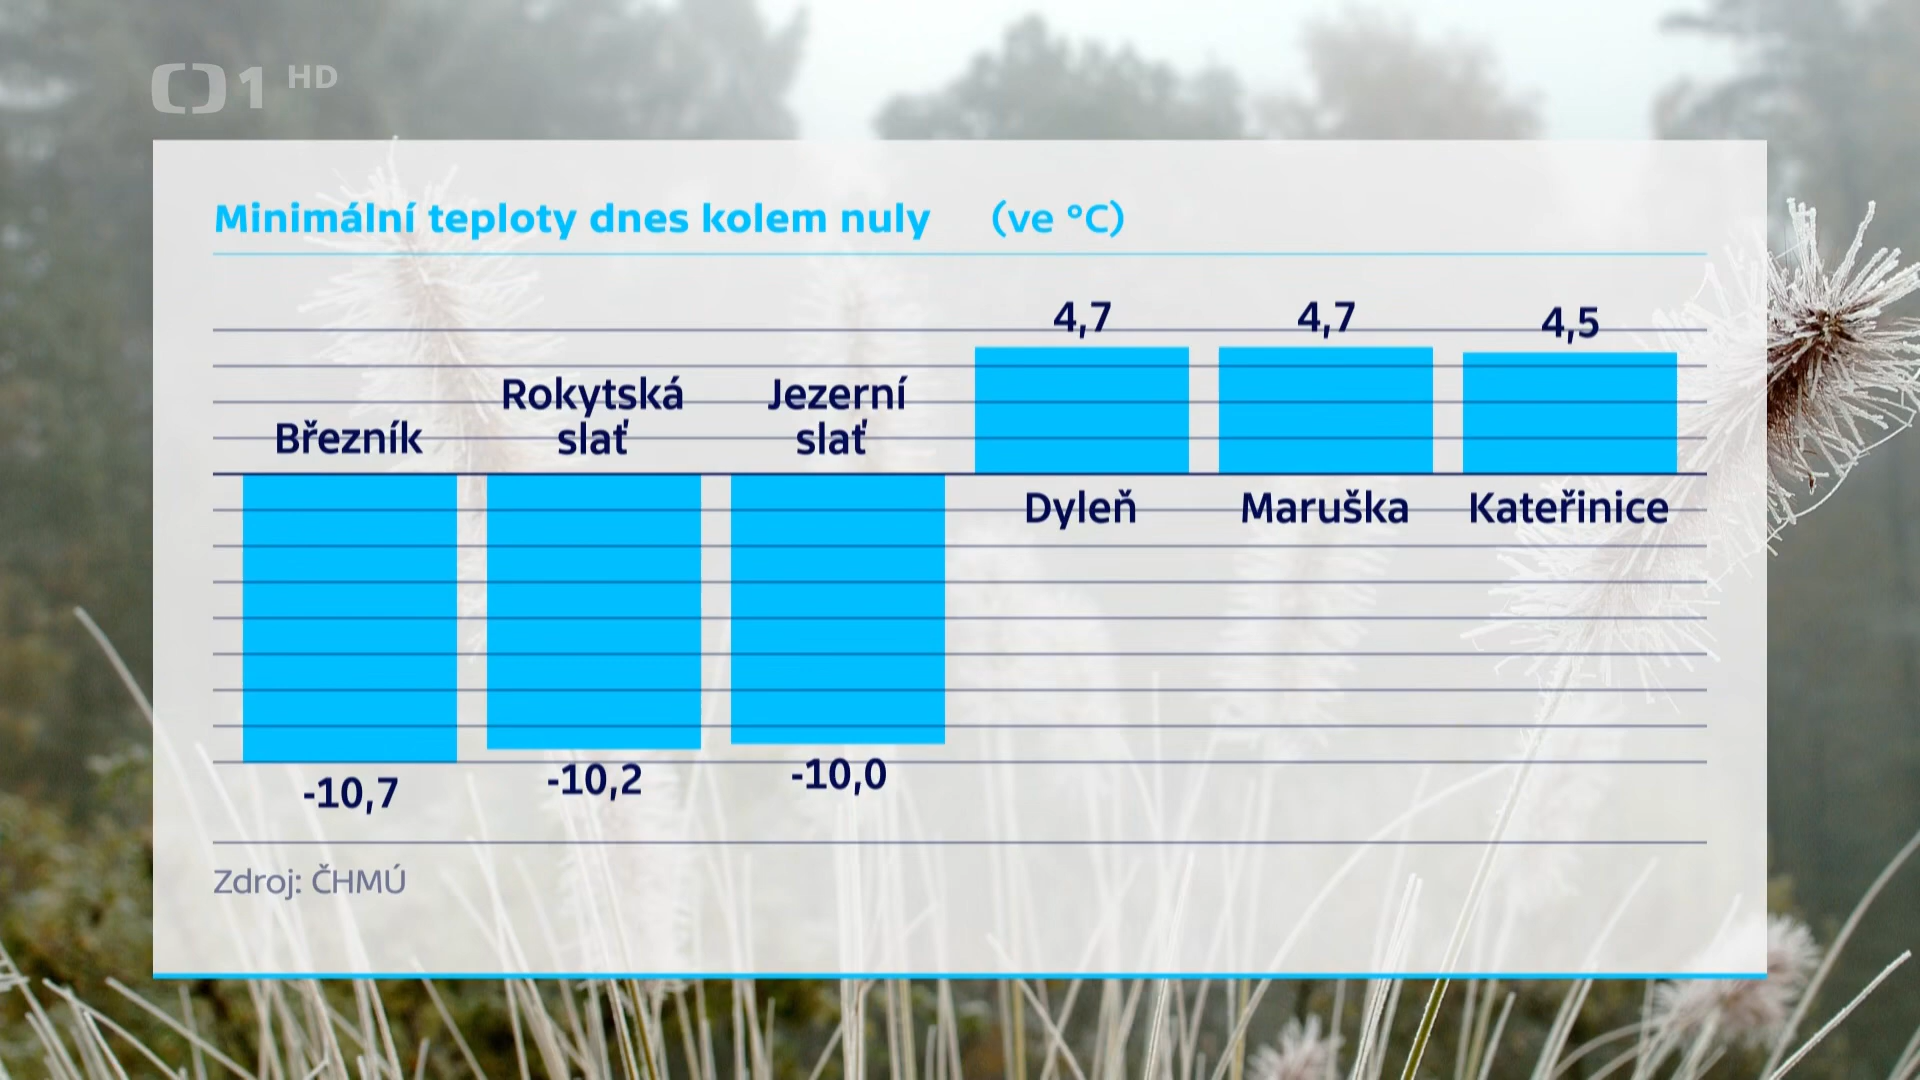 1 HD
Minimální teploty dnes kolem nuly (ve °C)
4,7 4,7 4,5
Březník Rokytská slať Jezerní slať
Dyleň Maruška Kateřinice
-10,7 -10,2 -10,0
Zdroj: ČHMÚ